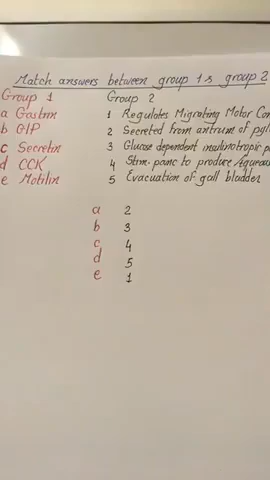 Match answers between group 1 & group 2
Group 1 Group 2
a Gastrin 1 Regulates Migrating Motor
b GIP 2 Secreted from antrum of
c Secretin 3 Glucose dependent insulinotropic
d CCK 4 Stm. panc to produce
e Motilin 5 Evacuation of gall bladder
a 2
b 3
c 4
d 5
e 1